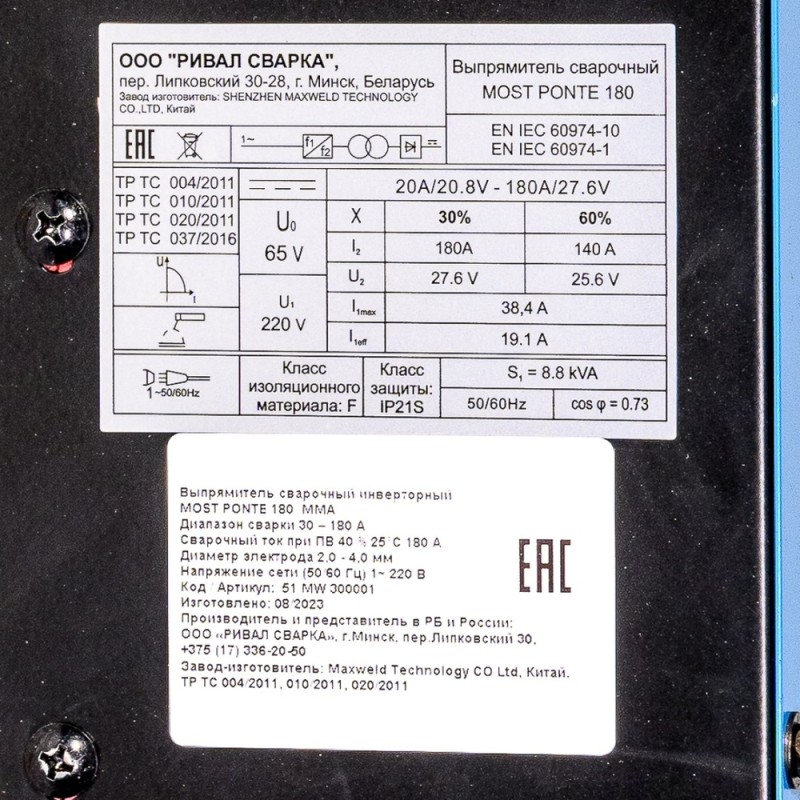 ООО "РИВАЛ СВАРКА",
пер. Липковский 30-28, г. Минск, Беларусь
Завод изготовитель: SHENZHEN MAXWELD TECHNOLOGY
CO.,LTD, Китай
Выпрямитель сварочный
MOST PONTE 180
EAC
1~
f1
f2
EN IEC 60974-10
EN IEC 60974-1
ТР ТС 004/2011
ТР ТС 010/2011
ТР ТС 020/2011
ТР ТС 037/2016
U
I
1~50/60Hz
U₀
65 V
U₁
220 V
20A/20.8V - 180A/27.6V
X 30% 60%
I₂ 180A 140 A
U₂ 27.6 V 25.6 V
I₁max 38,4 A
I₁eff 19.1 A
Класс
изоляционного
материала: F
Класс
защиты:
IP21S
S₁ = 8.8 kVA
50/60Hz cos φ = 0.73
Выпрямитель сварочный инверторный
MOST PONTE 180 MMA
Диапазон сварки 30 – 180 А
Сварочный ток при ПВ 40 % 25°С 180 А
Диаметр электрода 2,0 - 4,0 мм
Напряжение сети (50/60 Гц) 1~ 220 В
Код / Артикул: 51 MW 300001
Изготовлено: 08/2023
Производитель и представитель в РБ и России:
ООО «РИВАЛ СВАРКА», г.Минск, пер.Липковский 30,
+375 (17) 336-20-50
Завод-изготовитель: Maxweld Technology CO Ltd, Китай.
ТР ТС 004/2011, 010/2011, 020/2011
EAC